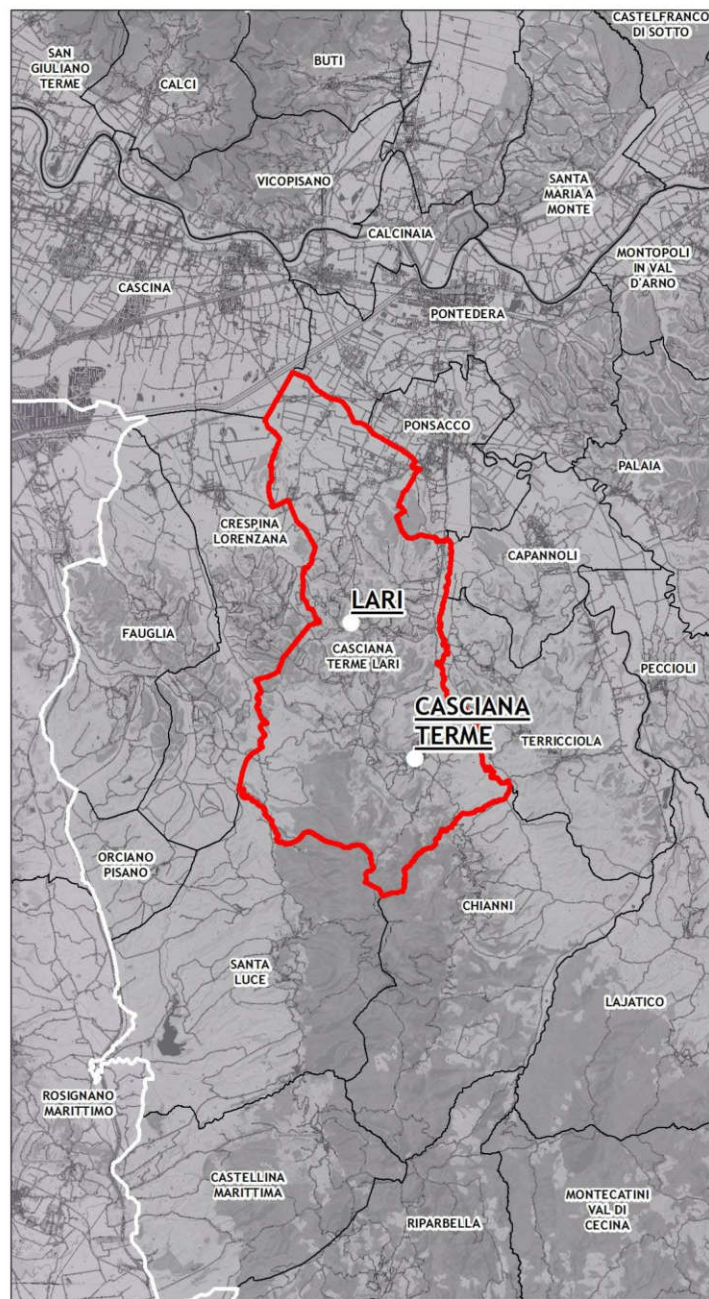 CASTELFRANCO
DI SOTTO
SAN
GIULIANO
TERME
CALCI
BUTI
VICOPISANO
SANTA
MARIA A
MONTE
CALCINAIA
MONTOPOLI
IN VAL
D'ARNO
CASCINA
PONTEDERA
PONSACCO
PALAIA
CRESPINA
LORENZANA
CAPANNOLI
LARI
FAUGLIA
CASCIANA
TERME LARI
PECCIOLI
CASCIANA
TERME
TERRICCIOLA
ORCIANO
PISANO
CHIANNI
SANTA
LUCE
LAJATICO
ROSIGNANO
MARITTIMO
CASTELLINA
MARITTIMA
MONTECATINI
VAL DI
CECINA
RIPARBELLA